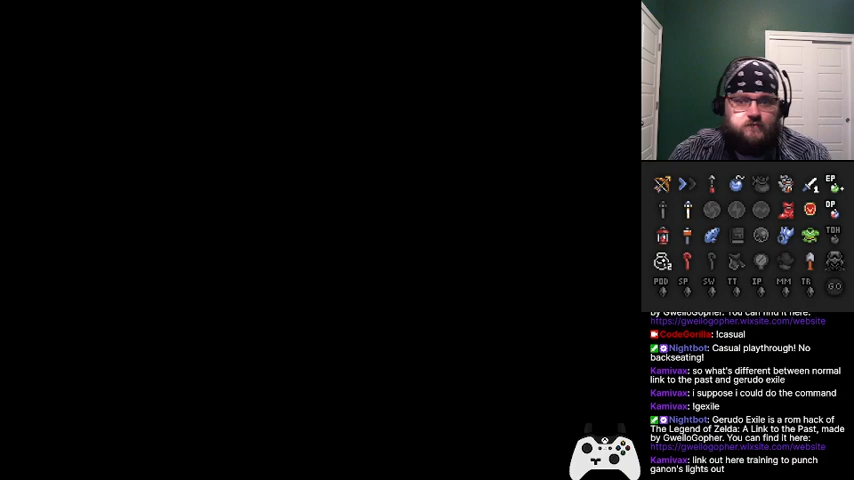 EP
1
DP
TOH
2
POD SP SW TT IP MM TR
GO
by GwelloGopher. You can find it here:
https://gwellogopher.wixsite.com/website
CodeGorilla: !casual
Nightbot: Casual playthrough! No
backseating!
Kamivax: so what's different between normal
link to the past and gerudo exile
Kamivax: i suppose i could do the command
Kamivax: !gexile
Nightbot: Gerudo Exile is a rom hack of
The Legend of Zelda: A Link to the Past, made
by GwelloGopher. You can find it here:
https://gwellogopher.wixsite.com/website
Kamivax: link out here training to punch
ganon's lights out